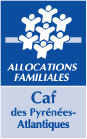 ALLOCATIONS
FAMILIALES
Caf
des Pyrénées-
Atlantiques